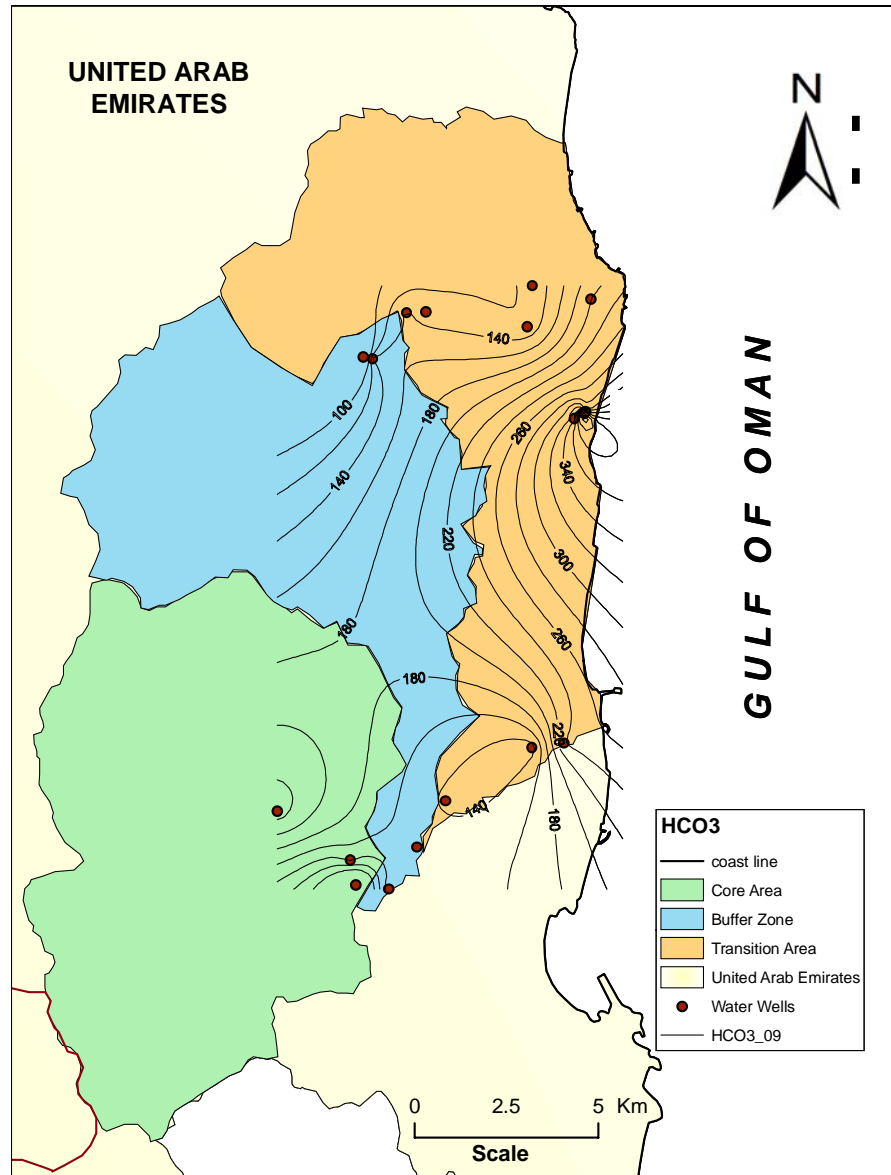 UNITED ARAB
EMIRATES
N
140
100
180
260
140
340
220
300
180
260
180
220
140
180
GULF OF OMAN
HCO3
coast line
Core Area
Buffer Zone
Transition Area
United Arab Emirates
Water Wells
HCO3_09
0 2.5 5 Km
Scale